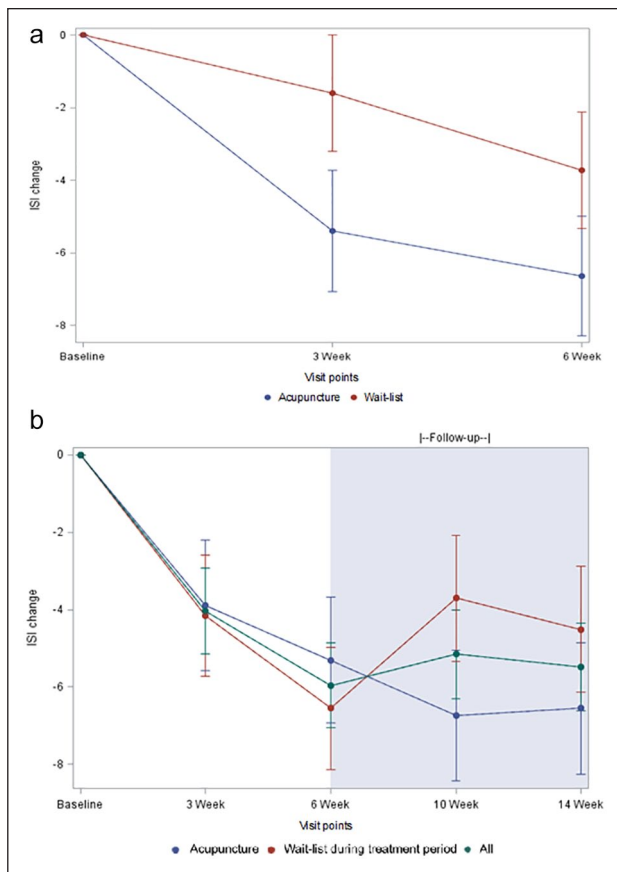 a
0
-2
-4
-6
-8
ISI change
Baseline 3 Week 6 Week
Visit points
Acupuncture Wait-list
b
|--Follow-up--|
0
-2
-4
-6
-8
ISI change
Baseline 3 Week 6 Week 10 Week 14 Week
Visit points
Acupuncture Wait-list during treatment period All